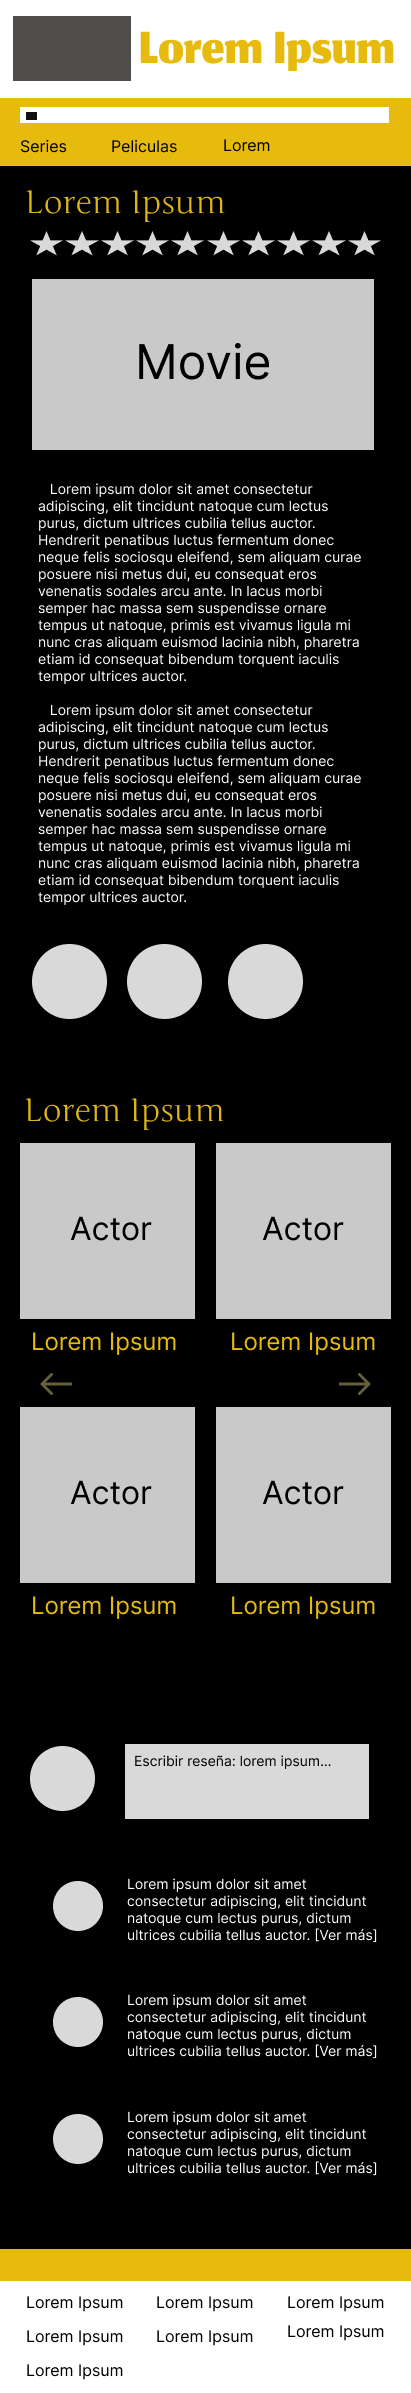 Lorem Ipsum
Series Peliculas Lorem
Lorem Ipsum
Movie
Lorem ipsum dolor sit amet consectetur
adipiscing, elit tincidunt natoque cum lectus
purus, dictum ultrices cubilia tellus auctor.
Hendrerit penatibus luctus fermentum donec
neque felis sociosqu eleifend, sem aliquam curae
posuere nisi metus dui, eu consequat eros
venenatis sodales arcu ante. In lacus morbi
semper hac massa sem suspendisse ornare
tempus ut natoque, primis est vivamus ligula mi
nunc cras aliquam euismod lacinia nibh, pharetra
etiam id consequat bibendum torquent iaculis
tempor ultrices auctor.
Lorem ipsum dolor sit amet consectetur
adipiscing, elit tincidunt natoque cum lectus
purus, dictum ultrices cubilia tellus auctor.
Hendrerit penatibus luctus fermentum donec
neque felis sociosqu eleifend, sem aliquam curae
posuere nisi metus dui, eu consequat eros
venenatis sodales arcu ante. In lacus morbi
semper hac massa sem suspendisse ornare
tempus ut natoque, primis est vivamus ligula mi
nunc cras aliquam euismod lacinia nibh, pharetra
etiam id consequat bibendum torquent iaculis
tempor ultrices auctor.
Lorem Ipsum
Actor Actor
Lorem Ipsum Lorem Ipsum
Actor Actor
Lorem Ipsum Lorem Ipsum
Escribir reseña: lorem ipsum...
Lorem ipsum dolor sit amet
consectetur adipiscing, elit tincidunt
natoque cum lectus purus, dictum
ultrices cubilia tellus auctor. [Ver más]
Lorem ipsum dolor sit amet
consectetur adipiscing, elit tincidunt
natoque cum lectus purus, dictum
ultrices cubilia tellus auctor. [Ver más]
Lorem ipsum dolor sit amet
consectetur adipiscing, elit tincidunt
natoque cum lectus purus, dictum
ultrices cubilia tellus auctor. [Ver más]
Lorem Ipsum Lorem Ipsum Lorem Ipsum
Lorem Ipsum Lorem Ipsum Lorem Ipsum
Lorem Ipsum